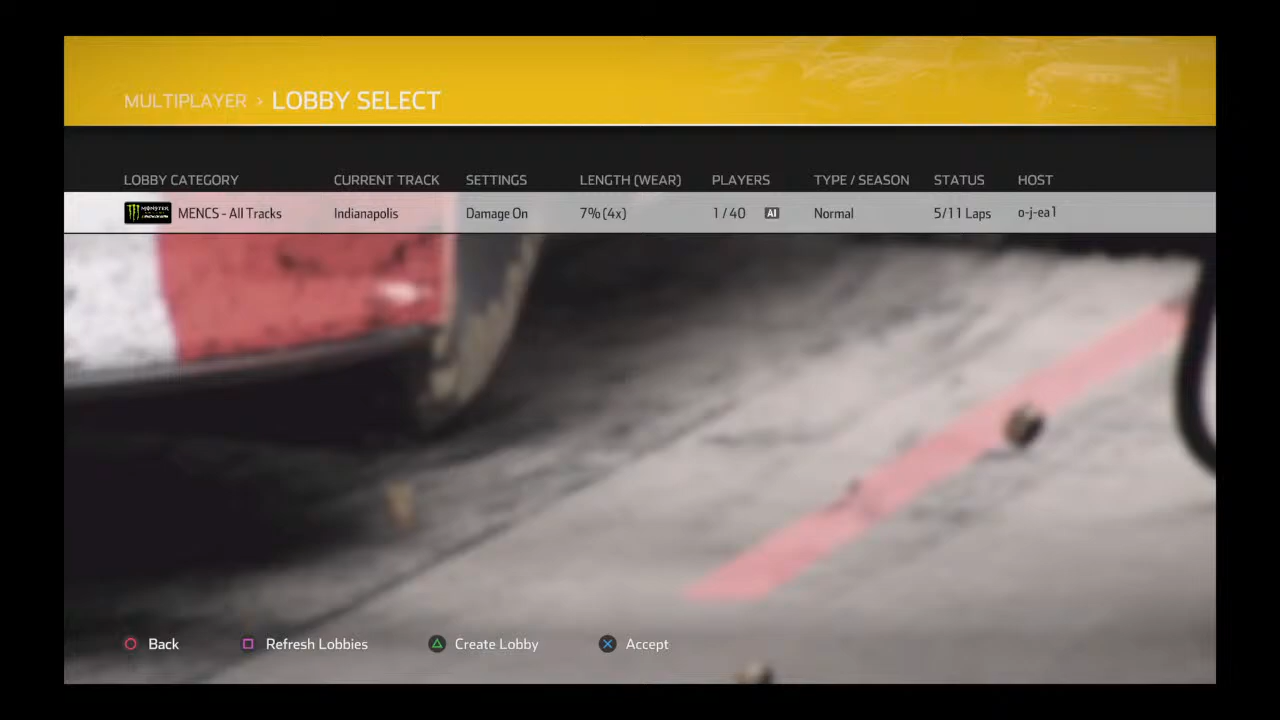 MULTIPLAYER › LOBBY SELECT
LOBBY CATEGORY CURRENT TRACK SETTINGS LENGTH (WEAR) PLAYERS TYPE / SEASON STATUS HOST
MONSTER MENCS - All Tracks Indianapolis Damage On 7% (4x) 1 / 40 AI Normal 5/11 Laps o-j-ea1
Back Refresh Lobbies Create Lobby Accept